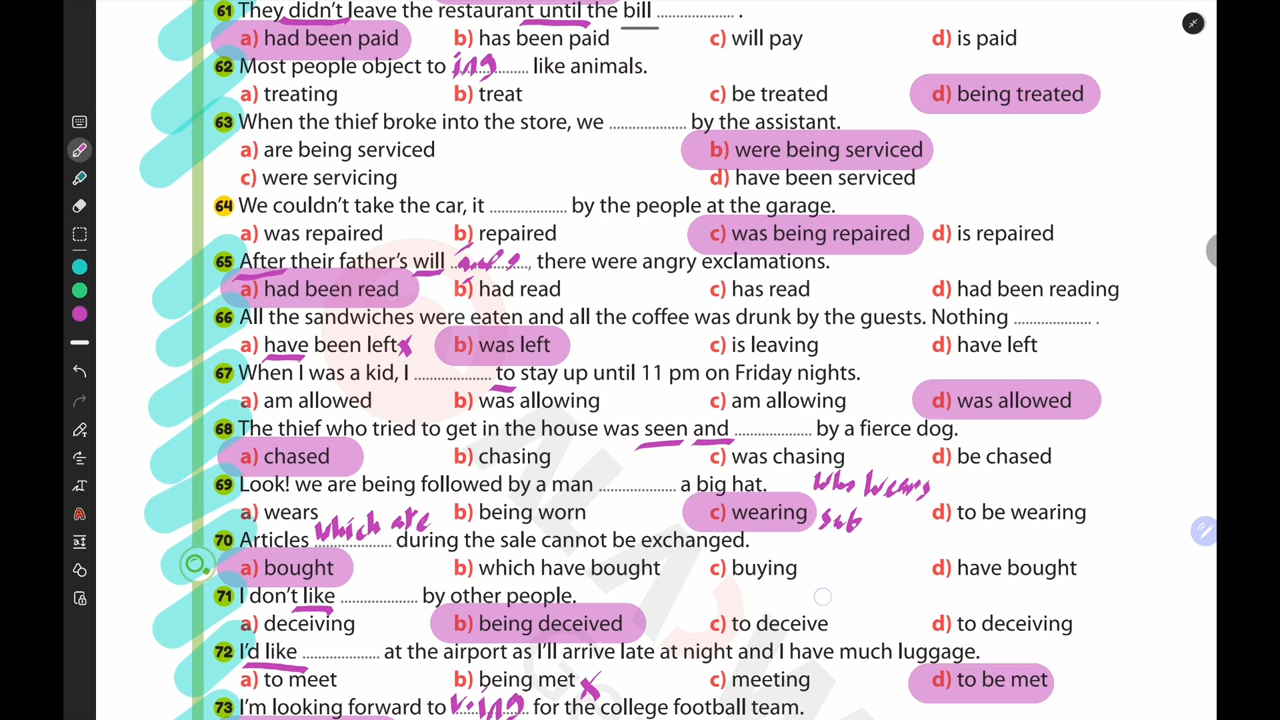 61 They didn't leave the restaurant until the bill ................ .
a) had been paid b) has been paid c) will pay d) is paid
62 Most people object to ing ................ like animals.
a) treating b) treat c) be treated d) being treated
63 When the thief broke into the store, we ................ by the assistant.
a) are being serviced b) were being serviced
c) were servicing d) have been serviced
64 We couldn't take the car, it ................ by the people at the garage.
a) was repaired b) repaired c) was being repaired d) is repaired
65 After their father's will ................, there were angry exclamations.
a) had been read b) had read c) has read d) had been reading
66 All the sandwiches were eaten and all the coffee was drunk by the guests. Nothing ................ .
a) have been left x b) was left c) is leaving d) have left
67 When I was a kid, I ................ to stay up until 11 pm on Friday nights.
a) am allowed b) was allowing c) am allowing d) was allowed
68 The thief who tried to get in the house was seen and ................ by a fierce dog.
a) chased b) chasing c) was chasing d) be chased
69 Look! we are being followed by a man ................ a big hat. who wears
a) wears b) being worn c) wearing sub d) to be wearing
which are
70 Articles ................ during the sale cannot be exchanged.
a) bought b) which have bought c) buying d) have bought
71 I don't like ................ by other people.
a) deceiving b) being deceived c) to deceive d) to deceiving
72 I'd like ................ at the airport as I'll arrive late at night and I have much luggage.
a) to meet b) being met x c) meeting d) to be met
73 I'm looking forward to v.ing ................ for the college football team.